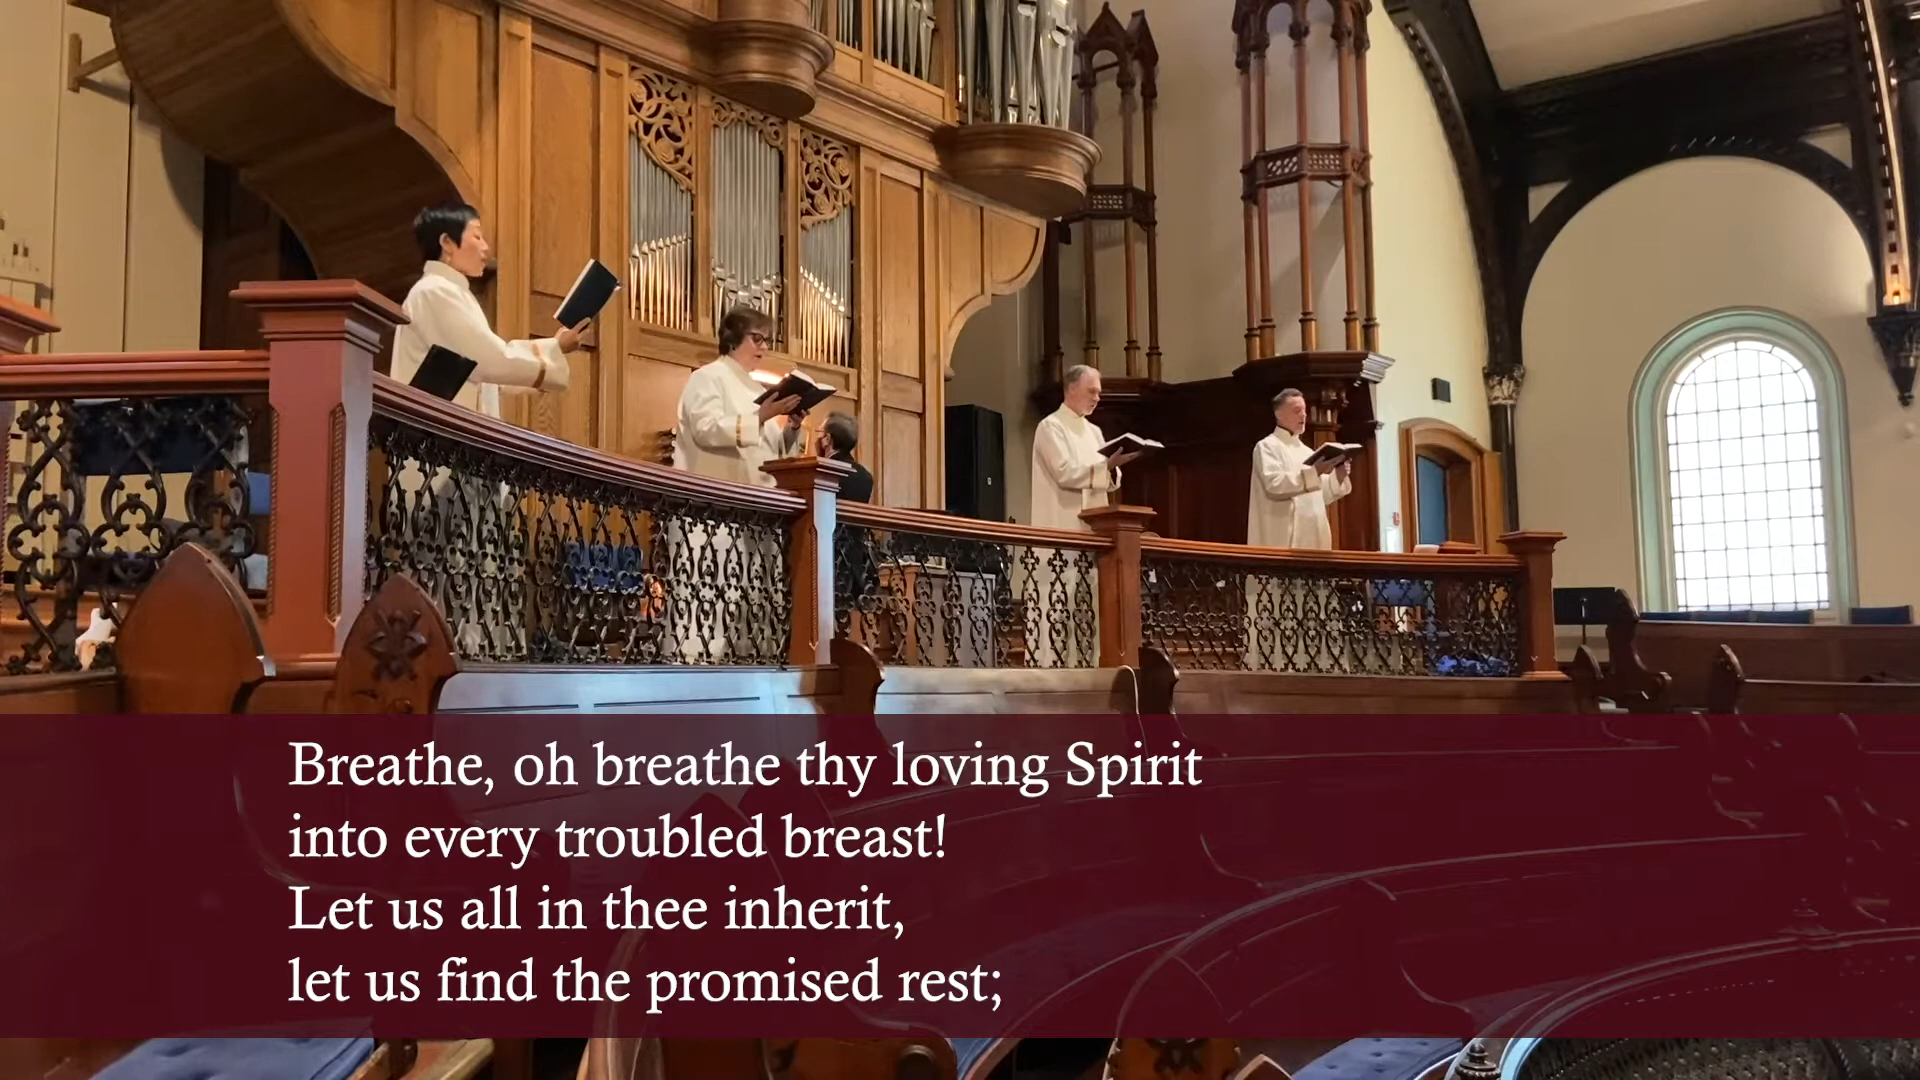 Breathe, oh breathe thy loving Spirit
into every troubled breast!
Let us all in thee inherit,
let us find the promised rest;